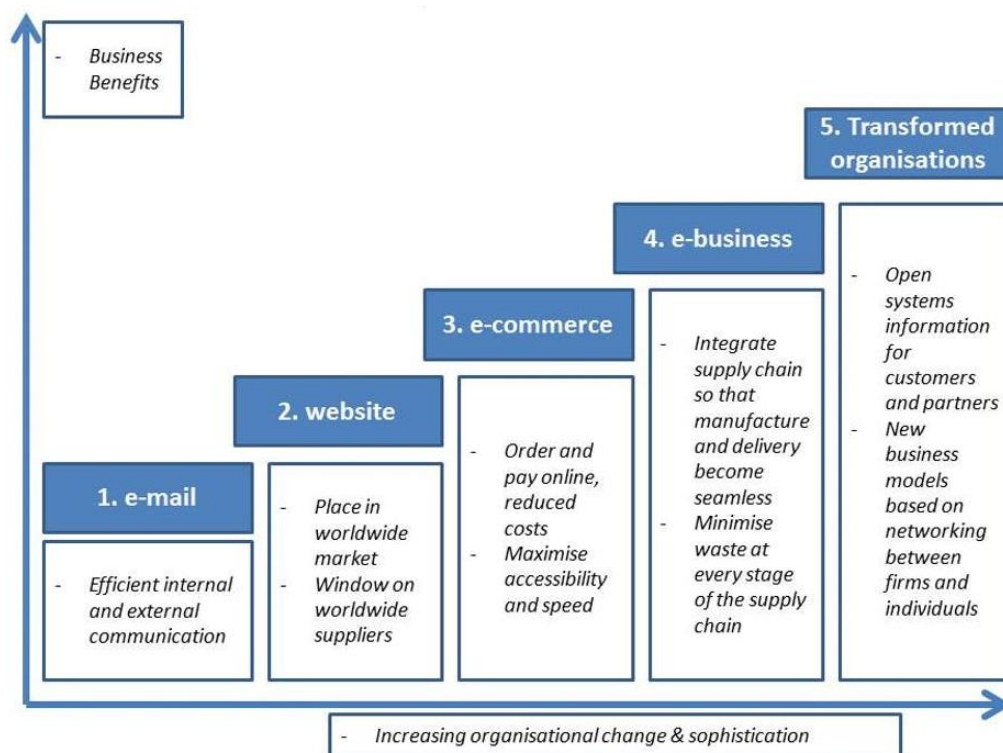 - Business
Benefits
5. Transformed
organisations
4. e-business
- Open
systems
information
for
customers
and partners
- New
business
models
based on
networking
between
firms and
individuals
3. e-commerce
- Integrate
supply chain
so that
manufacture
and delivery
become
seamless
- Minimise
waste at
every stage
of the supply
chain
2. website
- Order and
pay online,
reduced
costs
- Maximise
accessibility
and speed
1. e-mail
- Place in
worldwide
market
- Window on
worldwide
suppliers
- Efficient internal
and external
communication
- Increasing organisational change & sophistication